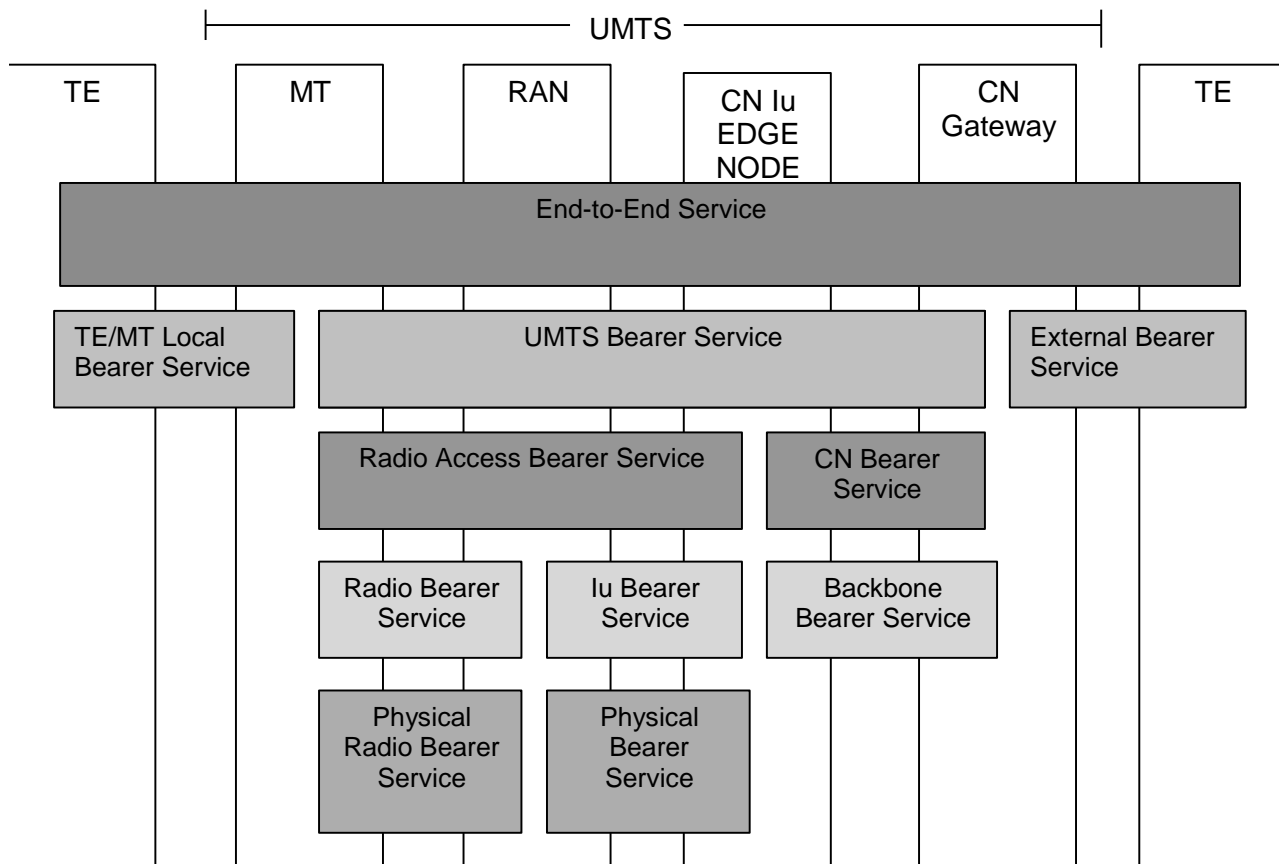 UMTS
TE
MT
RAN
CN Iu
EDGE
NODE
CN
Gateway
TE
End-to-End Service
TE/MT Local
Bearer Service
UMTS Bearer Service
External Bearer
Service
Radio Access Bearer Service
CN Bearer
Service
Radio Bearer
Service
Iu Bearer
Service
Backbone
Bearer Service
Physical
Radio Bearer
Service
Physical
Bearer
Service